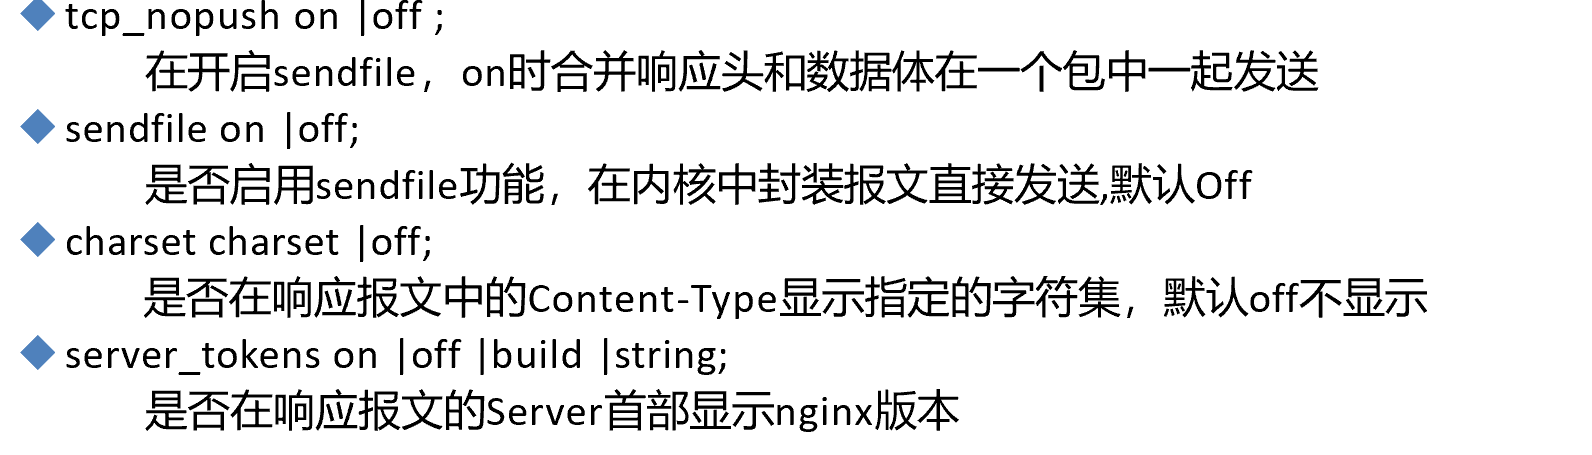 tcp_nopush on |off ;
在开启sendfile，on时合并响应头和数据体在一个包中一起发送
sendfile on |off;
是否启用sendfile功能，在内核中封装报文直接发送,默认Off
charset charset |off;
是否在响应报文中的Content-Type显示指定的字符集，默认off不显示
server_tokens on |off |build |string;
是否在响应报文的Server首部显示nginx版本